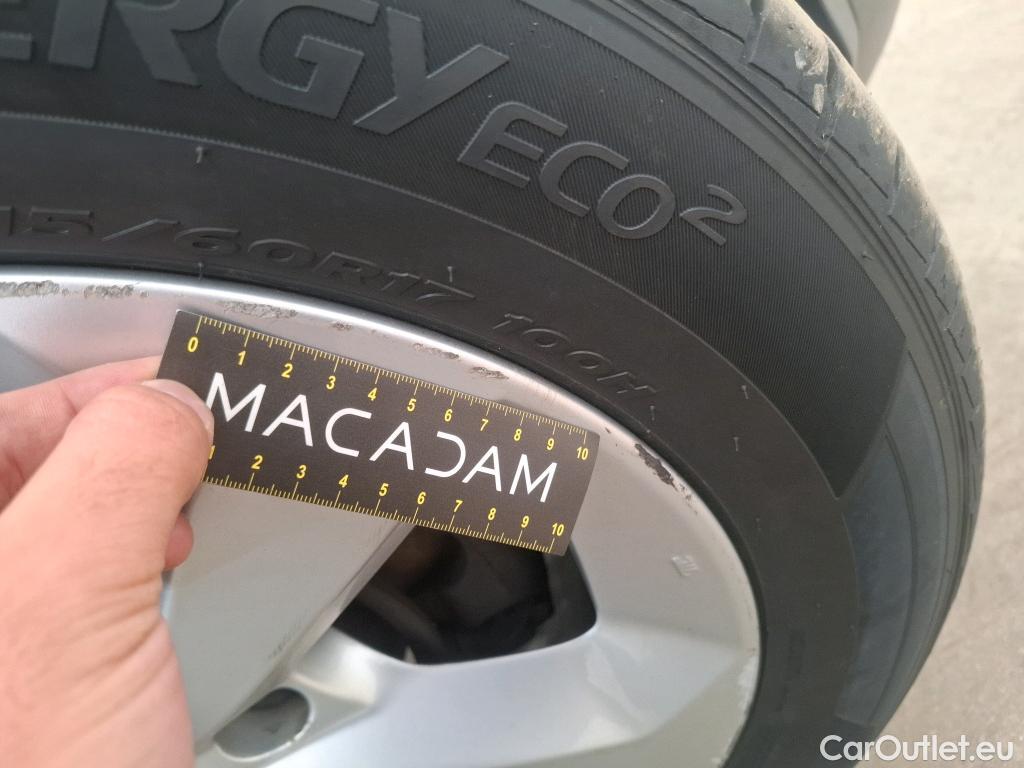 ERGY ECO2
15/60R17 100H
0 1 2 3 4 5 6 7 8 9 10
MACADAM
1 2 3 4 5 6 7 8 9 10
CarOutlet.eu